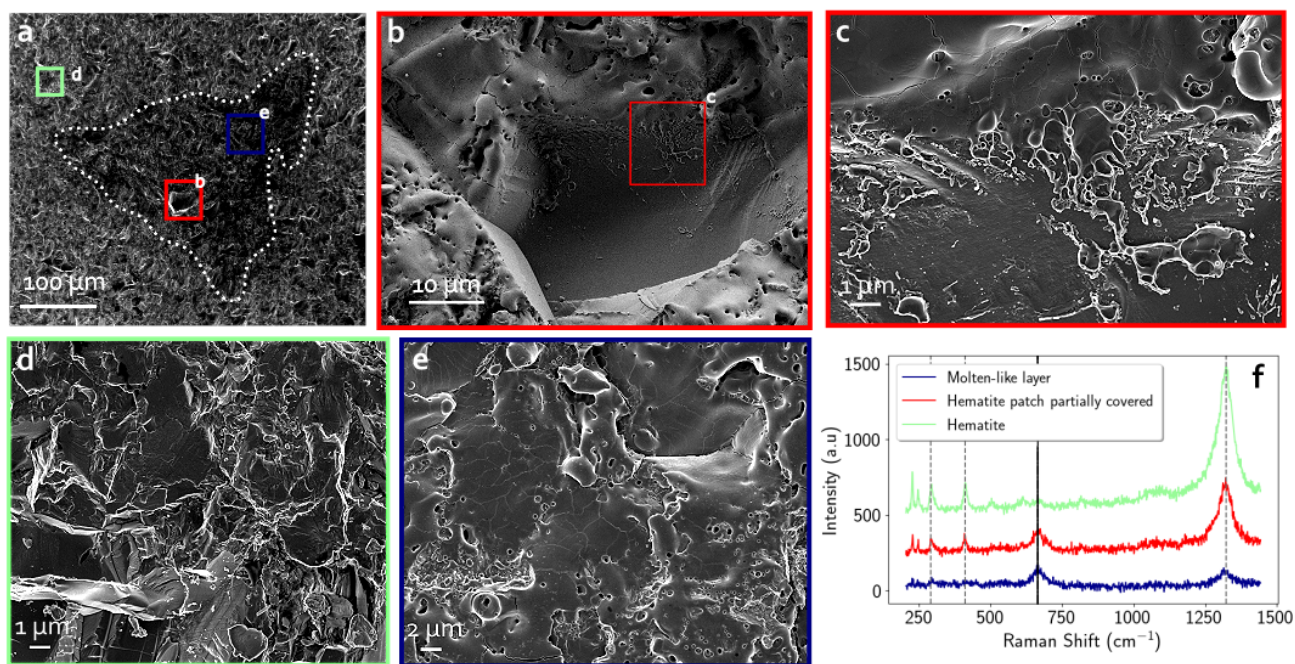 a
d
e
b
100 μm
b
c
10 μm
c
1 μm
d
1 μm
e
2 μm
f
Molten-like layer
Hematite patch partially covered
Hematite
1500
1000
500
0
Intensity (a.u)
250 500 750 1000 1250 1500
Raman Shift (cm⁻¹)